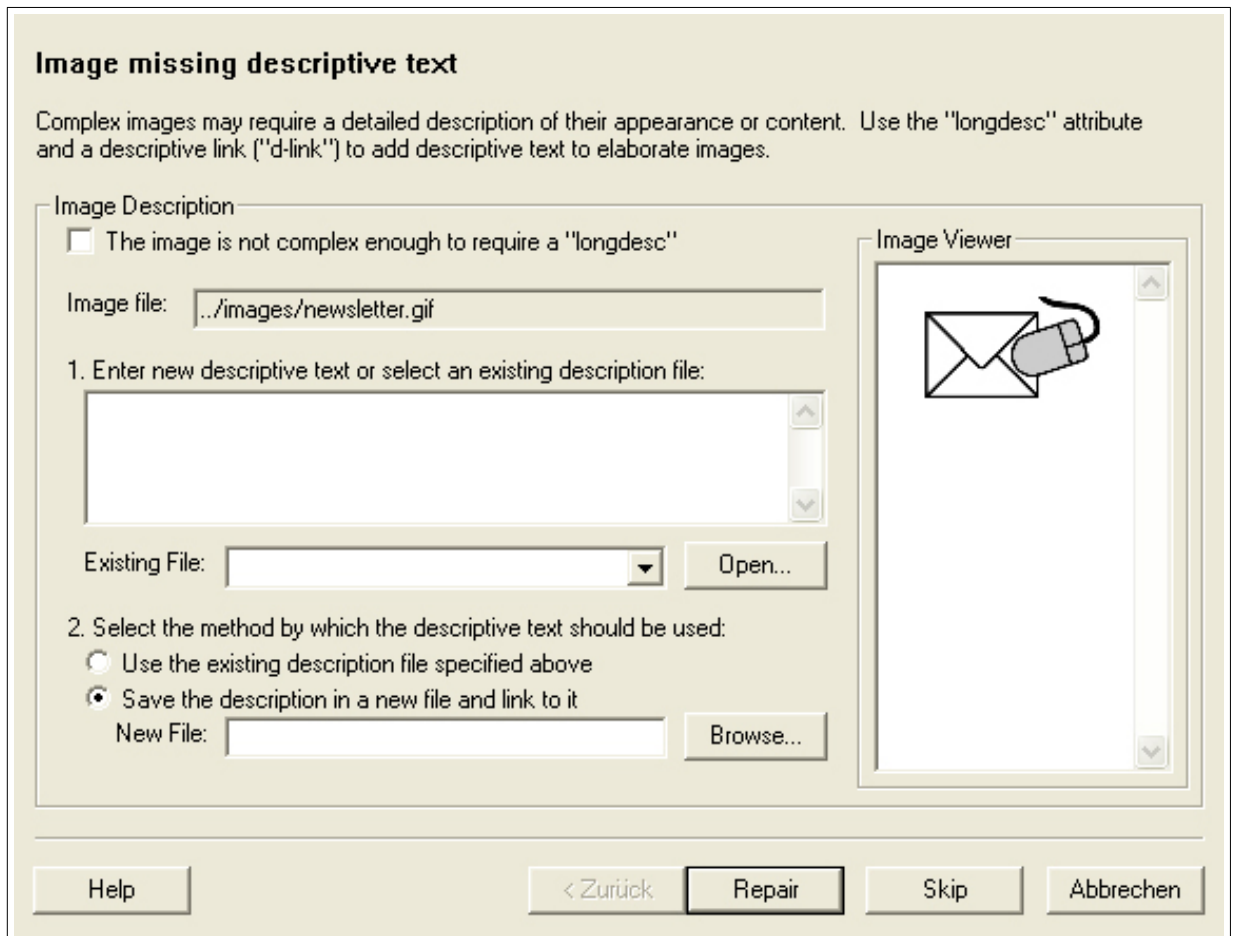 Image missing descriptive text
Complex images may require a detailed description of their appearance or content. Use the "longdesc" attribute
and a descriptive link ("d-link") to add descriptive text to elaborate images.
Image Description
The image is not complex enough to require a "longdesc"
Image Viewer
Image file: ../images/newsletter.gif
1. Enter new descriptive text or select an existing description file:
Existing File: Open...
2. Select the method by which the descriptive text should be used:
Use the existing description file specified above
Save the description in a new file and link to it
New File: Browse...
Help < Zurück Repair Skip Abbrechen